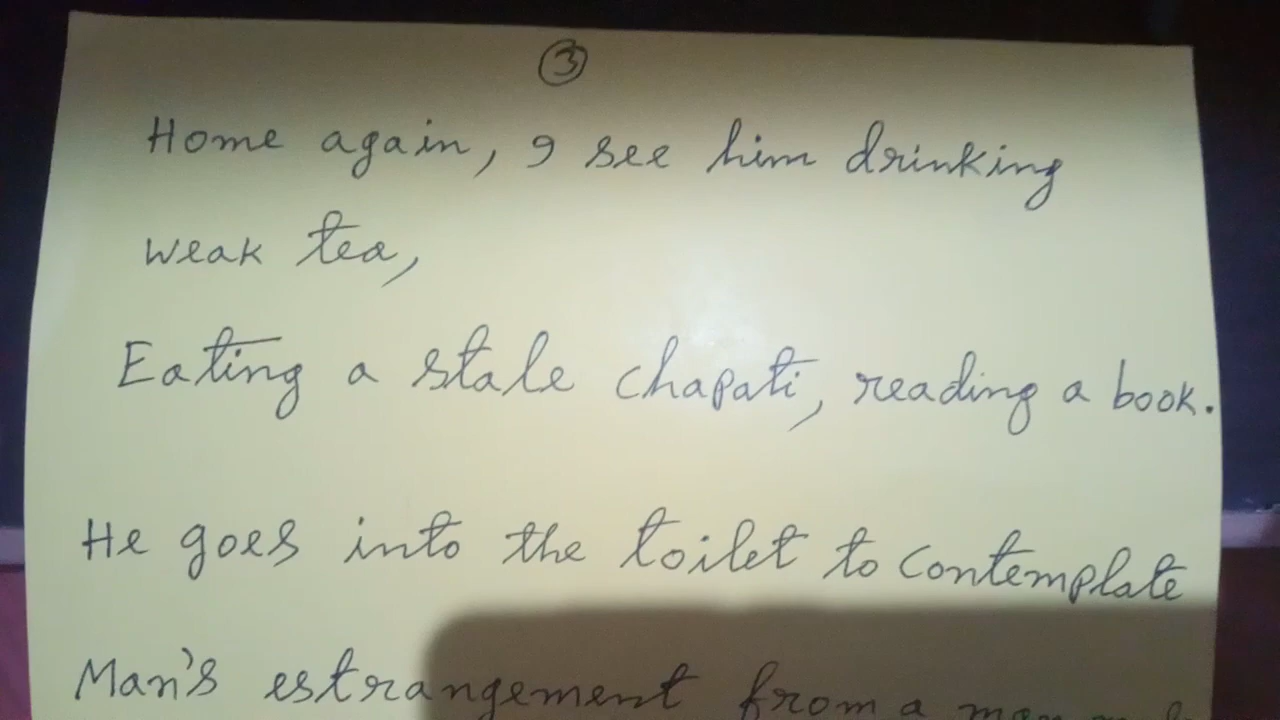 3
Home again, I see him drinking
weak tea,
Eating a stale chapati, reading a book.
He goes into the toilet to contemplate
Man's estrangement from a